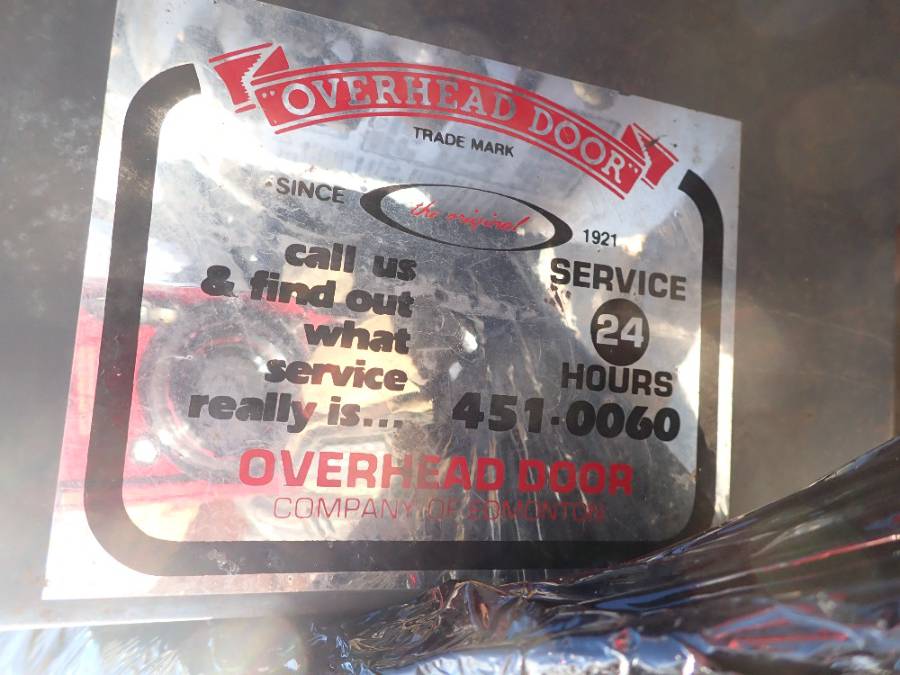 "OVERHEAD DOOR"
TRADE MARK
SINCE the original 1921
call us
& find out
what
service
really is...
SERVICE
24
HOURS
451-0060
OVERHEAD DOOR
COMPANY OF EDMONTON